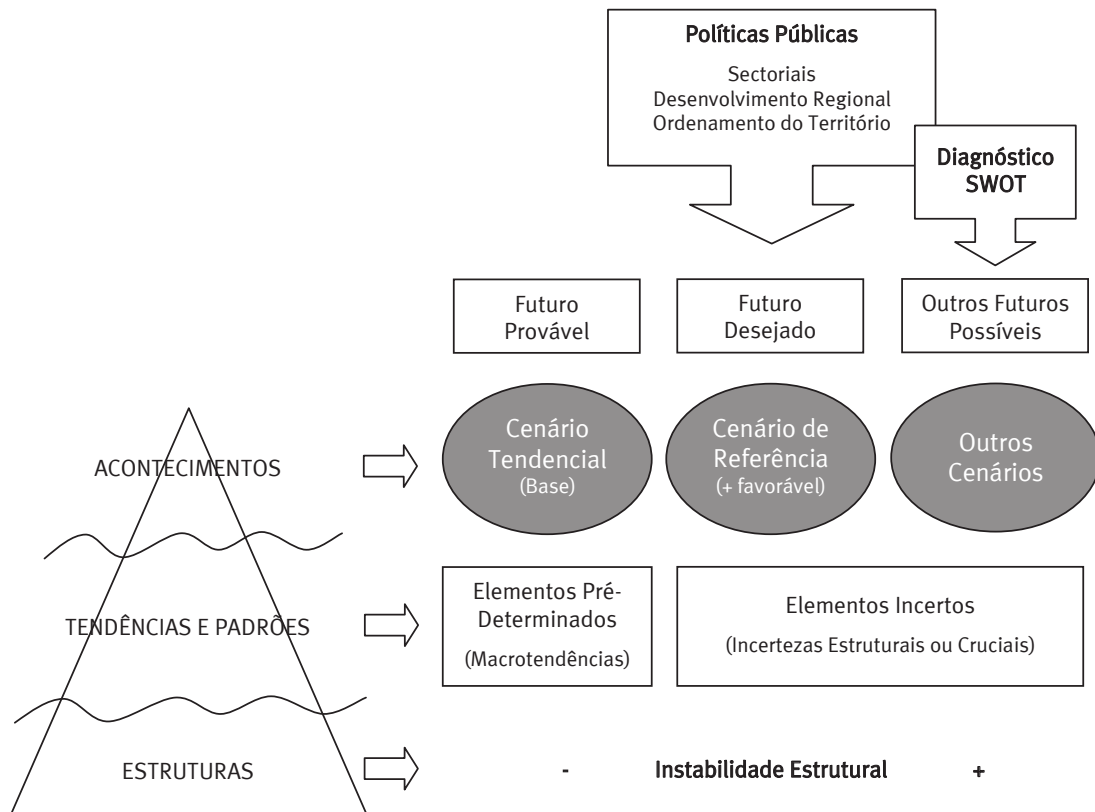 Políticas Públicas
Sectoriais
Desenvolvimento Regional
Ordenamento do Território
Diagnóstico
SWOT
Futuro
Provável
Futuro
Desejado
Outros Futuros
Possíveis
ACONTECIMENTOS
Cenário
Tendencial
(Base)
Cenário de
Referência
(+ favorável)
Outros
Cenários
TENDÊNCIAS E PADRÕES
Elementos Pré-
Determinados
(Macrotendências)
Elementos Incertos
(Incertezas Estruturais ou Cruciais)
ESTRUTURAS
- Instabilidade Estrutural +